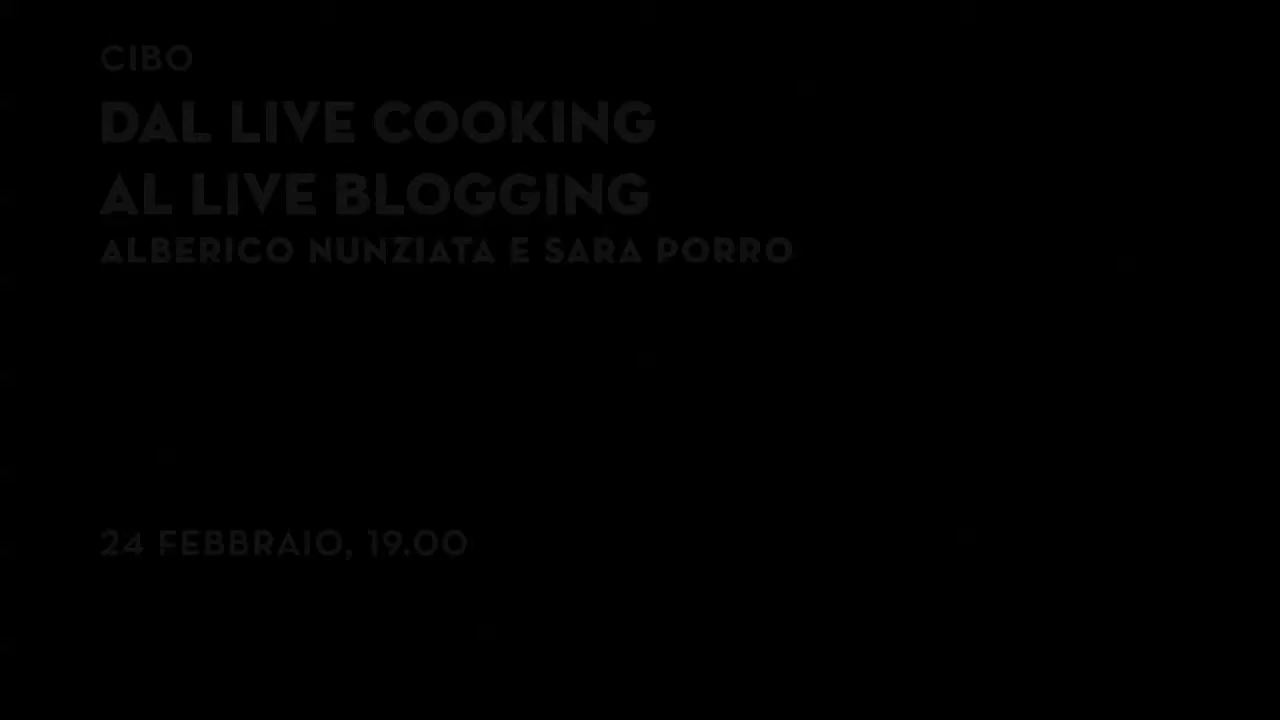 CIBO
DAL LIVE COOKING
AL LIVE BLOGGING
ALBERICO NUNZIATA E SARA PORRO
24 FEBBRAIO, 19.00